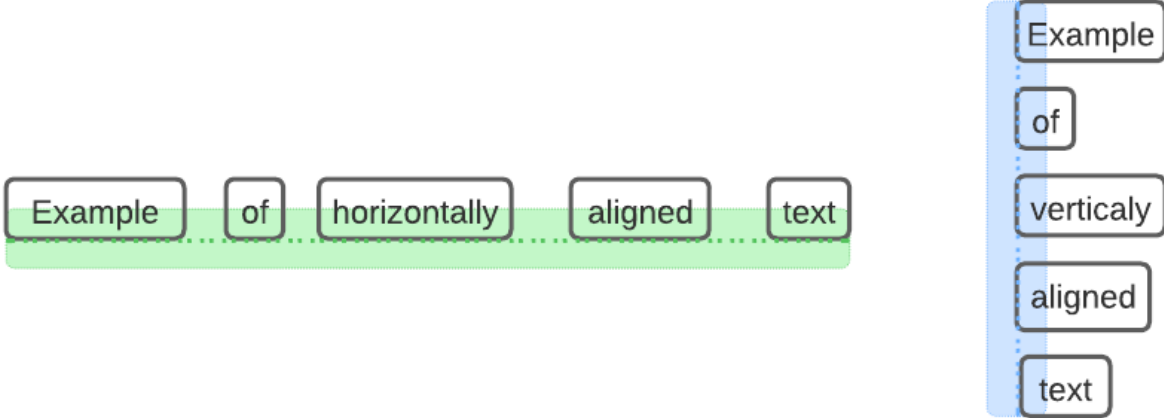 Example of horizontally aligned text
Example
of
verticaly
aligned
text